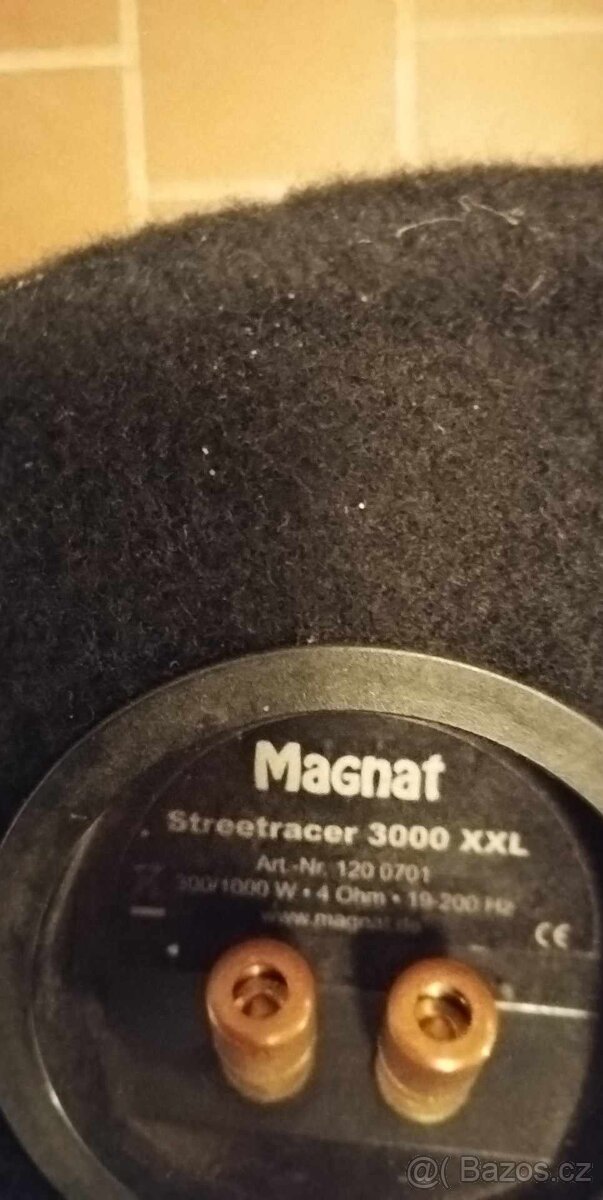 Magnat
Streetracer 3000 XXL
Art.-Nr. 120 0701
300/1000 W • 4 Ohm • 19-200 Hz
www.magnat.de
CE
@( Bazos.cz